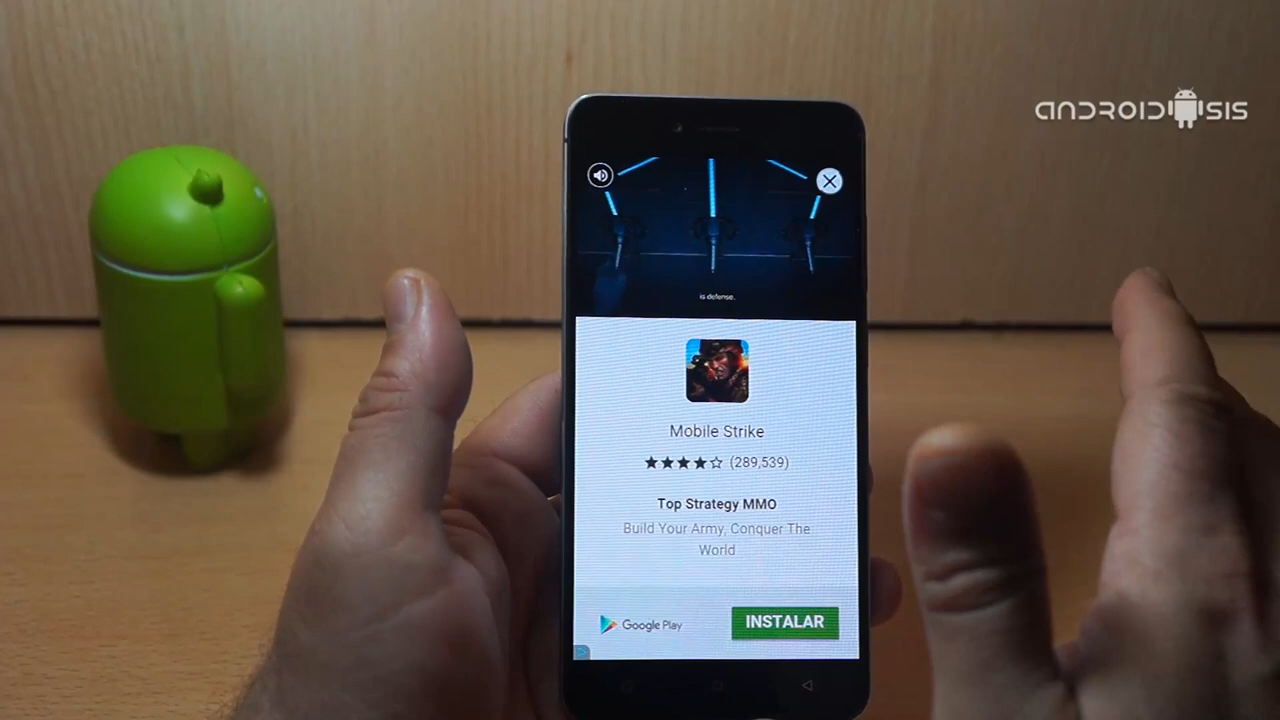 ANDROIDSIS
is defense.
Mobile Strike
(289,539)
Top Strategy MMO
Build Your Army, Conquer The
World
Google Play
INSTALAR